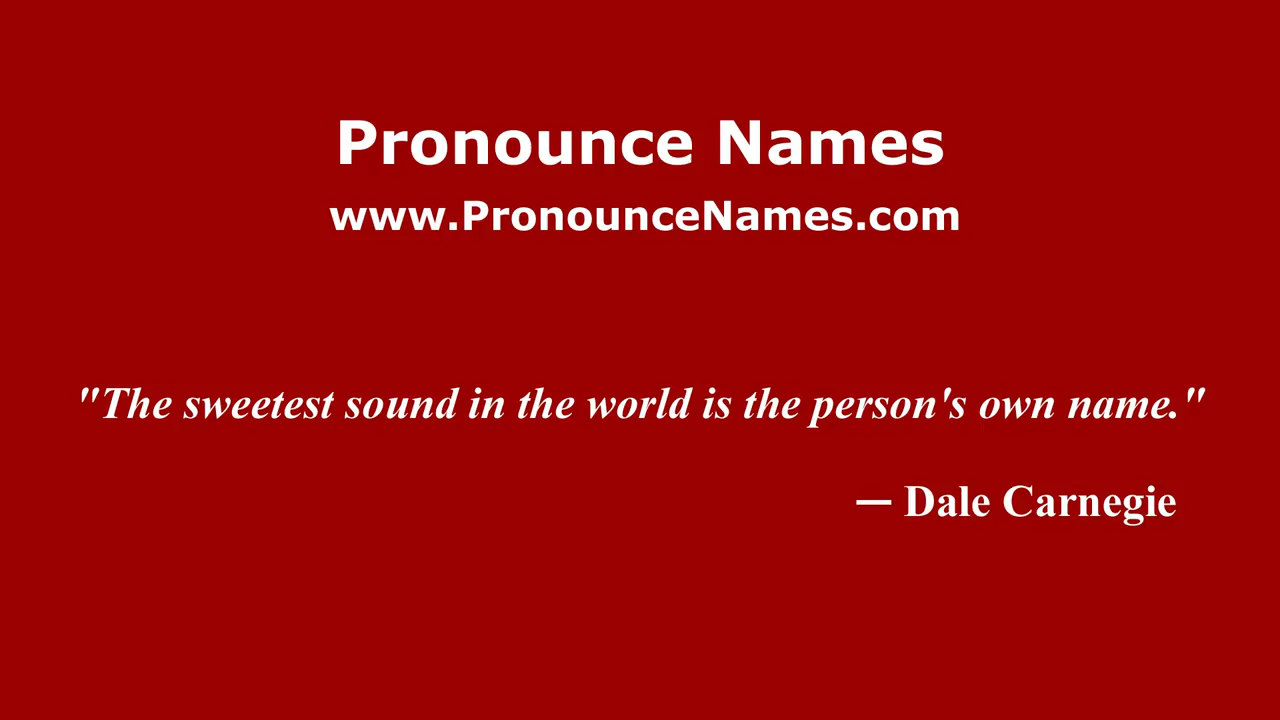 Pronounce Names
www.PronounceNames.com
"The sweetest sound in the world is the person's own name."
— Dale Carnegie